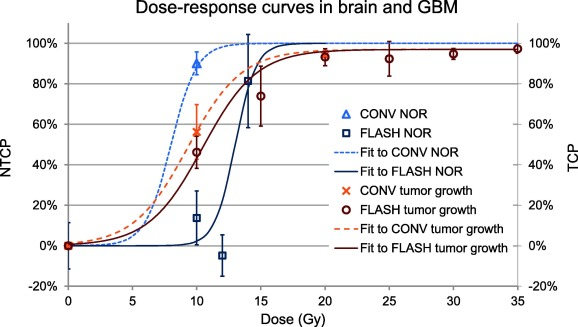 Dose-response curves in brain and GBM
100%
80%
60%
40%
20%
0%
-20%
NTCP
100%
80%
60%
40%
20%
0%
-20%
TCP
CONV NOR
FLASH NOR
Fit to CONV NOR
Fit to FLASH NOR
CONV tumor growth
FLASH tumor growth
Fit to CONV tumor growth
Fit to FLASH tumor growth
0 5 10 15 20 25 30 35
Dose (Gy)